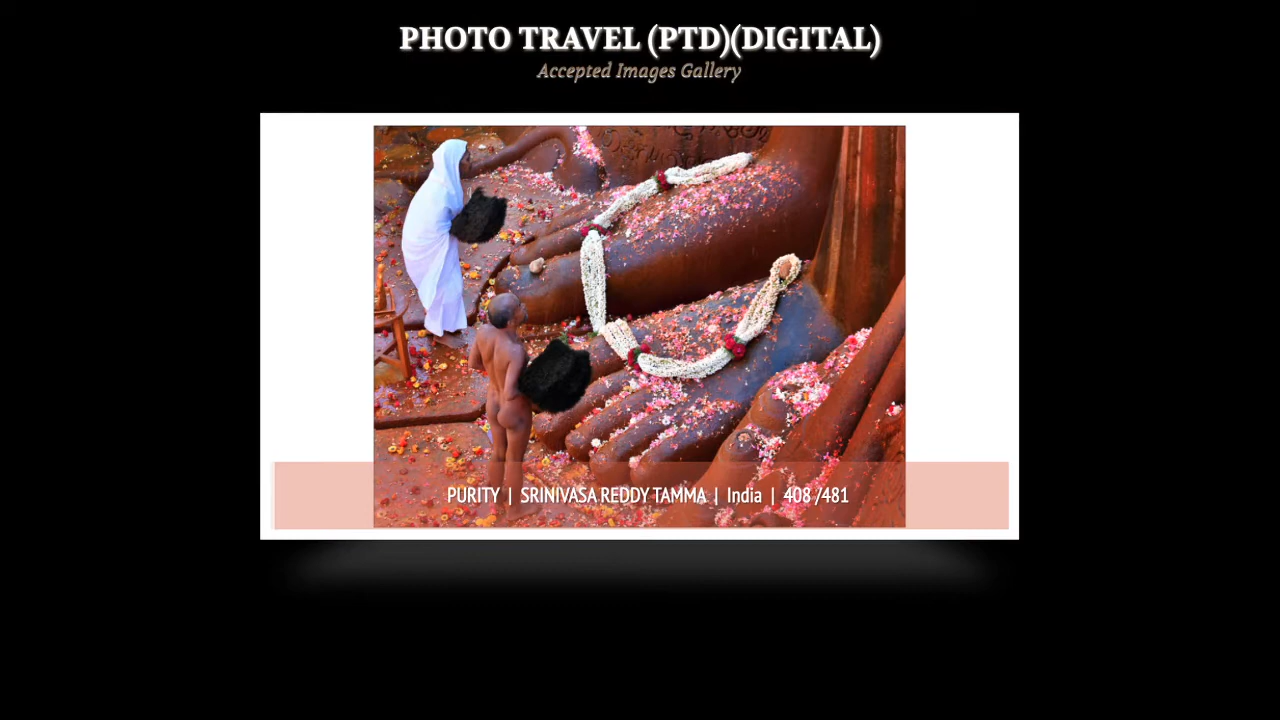 PHOTO TRAVEL (PTD)(DIGITAL)
Accepted Images Gallery
PURITY | SRINIVASA REDDY TAMMA | India | 408 /481